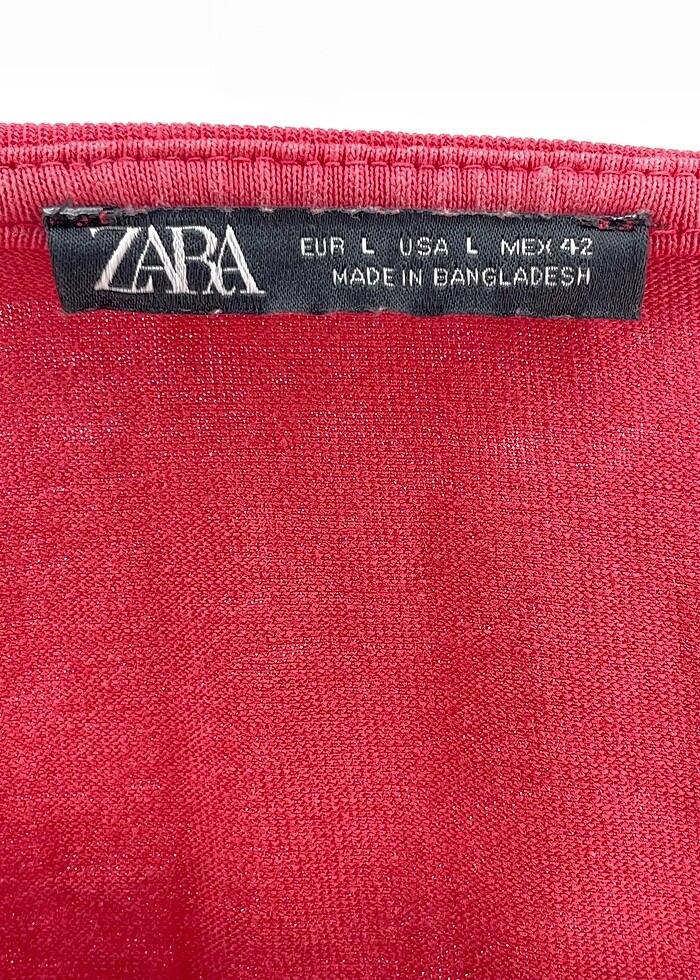 ZARA
EUR L USA L MEX 42
MADE IN BANGLADESH